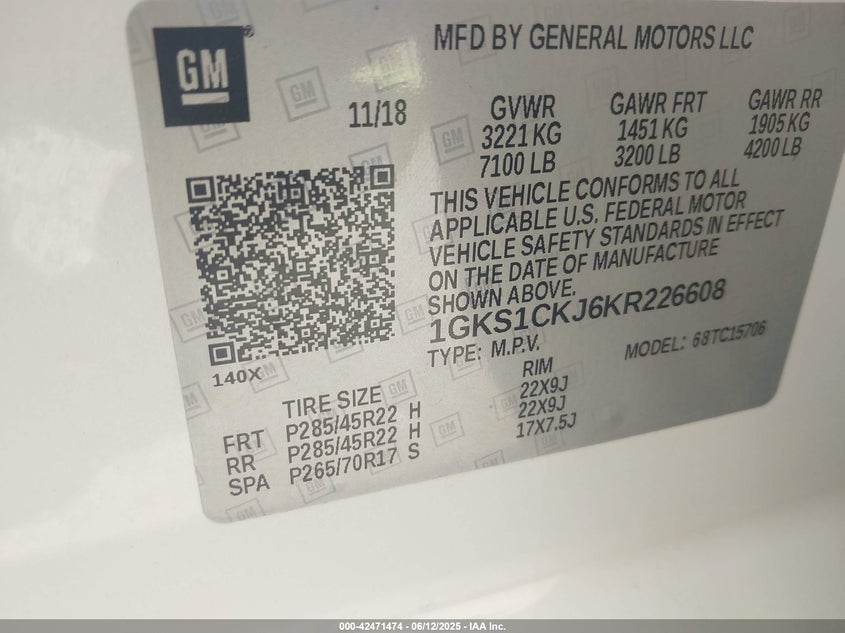 GM
MFD BY GENERAL MOTORS LLC
11/18
GVWR GAWR FRT GAWR RR
3221 KG 1451 KG 1905 KG
7100 LB 3200 LB 4200 LB
THIS VEHICLE CONFORMS TO ALL
APPLICABLE U.S. FEDERAL MOTOR
VEHICLE SAFETY STANDARDS IN EFFECT
ON THE DATE OF MANUFACTURE
SHOWN ABOVE.
1GKS1CKJ6KR226608
TYPE: M.P.V. MODEL: 68TC15706
140X
TIRE SIZE RIM
FRT P285/45R22 H 22X9J
RR P285/45R22 H 22X9J
SPA P265/70R17 S 17X7.5J
000-42471474 - 06/12/2025 - IAA Inc.